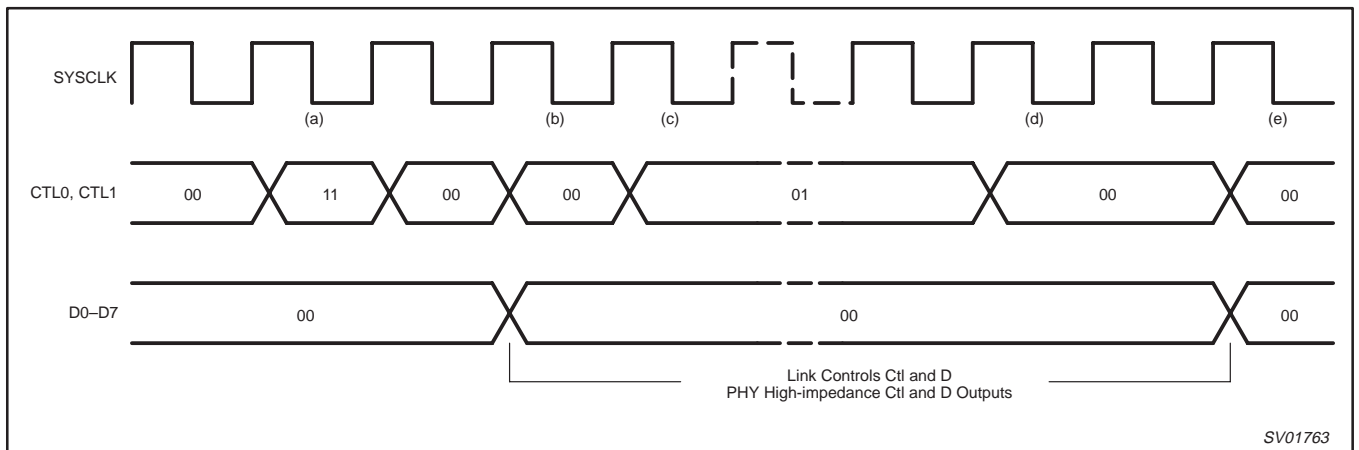 SYSCLK
(a) (b) (c) (d) (e)
CTL0, CTL1 00 11 00 00 01 00 00
D0–D7 00 00 00
Link Controls Ctl and D
PHY High-impedance Ctl and D Outputs
SV01763